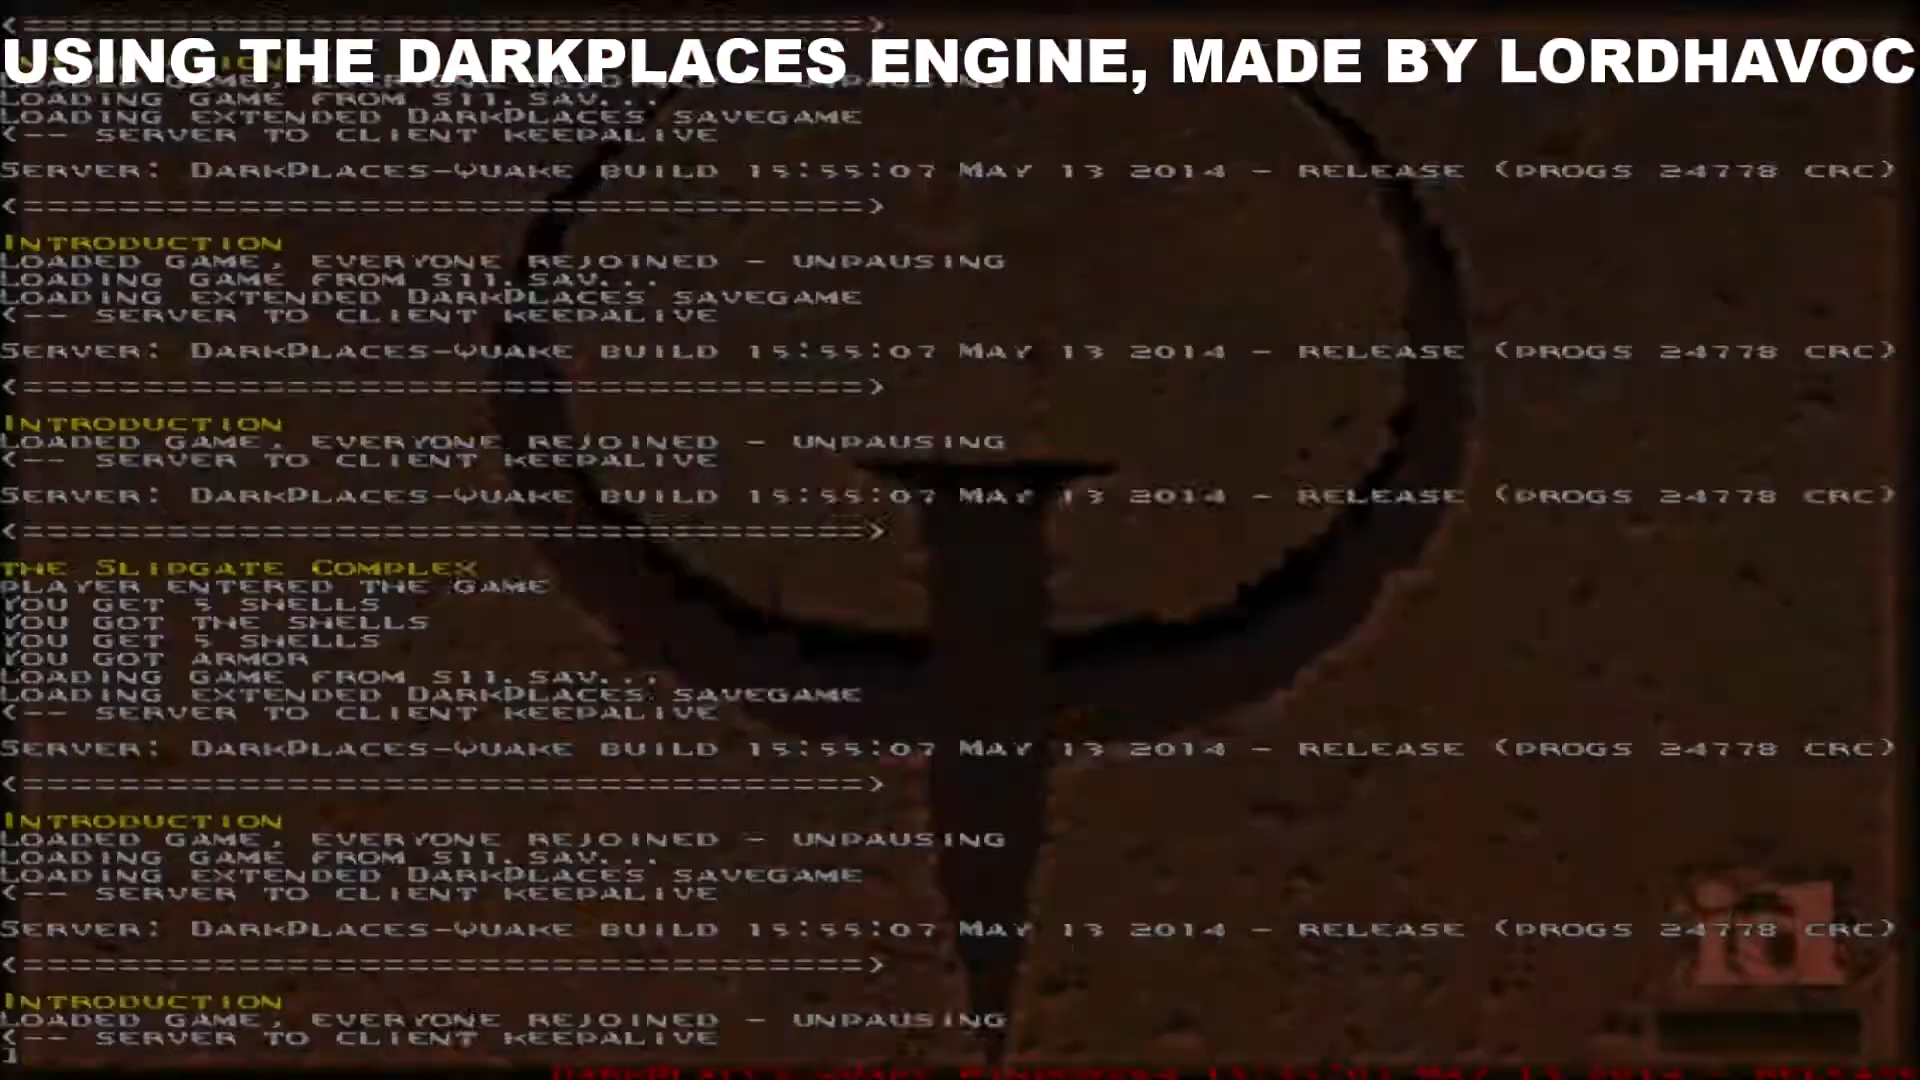 <===================================>
USING THE DARKPLACES ENGINE, MADE BY LORDHAVOC
LOADING GAME FROM S11.SAV...
LOADING EXTENDED DARKPLACES SAVEGAME
<-- SERVER TO CLIENT KEEPALIVE
SERVER: DARKPLACES-QUAKE BUILD 15:55:07 MAY 13 2014 - RELEASE (PROGS 24778 CRC)
<===================================>
INTRODUCTION
LOADED GAME, EVERYONE REJOINED - UNPAUSING
LOADING GAME FROM S11.SAV...
LOADING EXTENDED DARKPLACES SAVEGAME
<-- SERVER TO CLIENT KEEPALIVE
SERVER: DARKPLACES-QUAKE BUILD 15:55:07 MAY 13 2014 - RELEASE (PROGS 24778 CRC)
<===================================>
INTRODUCTION
LOADED GAME, EVERYONE REJOINED - UNPAUSING
<-- SERVER TO CLIENT KEEPALIVE
SERVER: DARKPLACES-QUAKE BUILD 15:55:07 MAY 13 2014 - RELEASE (PROGS 24778 CRC)
<===================================>
THE SLIPGATE COMPLEX
PLAYER ENTERED THE GAME
YOU GET 5 SHELLS
YOU GOT THE SHELLS
YOU GET 5 SHELLS
YOU GOT ARMOR
LOADING GAME FROM S11.SAV...
LOADING EXTENDED DARKPLACES SAVEGAME
<-- SERVER TO CLIENT KEEPALIVE
SERVER: DARKPLACES-QUAKE BUILD 15:55:07 MAY 13 2014 - RELEASE (PROGS 24778 CRC)
<===================================>
INTRODUCTION
LOADED GAME, EVERYONE REJOINED - UNPAUSING
LOADING GAME FROM S11.SAV...
LOADING EXTENDED DARKPLACES SAVEGAME
<-- SERVER TO CLIENT KEEPALIVE
SERVER: DARKPLACES-QUAKE BUILD 15:55:07 MAY 13 2014 - RELEASE (PROGS 24778 CRC)
<===================================>
INTRODUCTION
LOADED GAME, EVERYONE REJOINED - UNPAUSING
<-- SERVER TO CLIENT KEEPALIVE
]